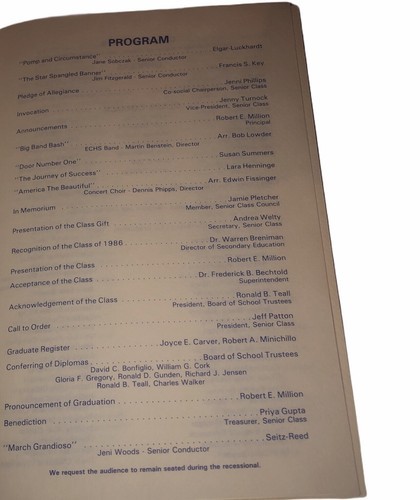 PROGRAM
"Pomp and Circumstance" Elgar-Luckhardt
Jane Sobczak - Senior Conductor
"The Star Spangled Banner" Francis S. Key
Jim Fitzgerald - Senior Conductor
Pledge of Allegiance Jenni Phillips
Co-social Chairperson, Senior Class
Invocation Jenny Turnock
Vice-President, Senior Class
Announcements Robert E. Million
Principal
"Big Band Bash" Arr. Rob Lowder
ECHS Band - Martin Benstein, Director
"Door Number One" Susan Summers
"The Journey of Success" Lara Henninge
"America The Beautiful" Arr. Edwin Fissinger
Concert Choir - Dennis Phipps, Director
In Memorium Jamie Pletcher
Member, Senior Class Council
Presentation of the Class Gift Andrea Welty
Secretary, Senior Class
Recognition of the Class of 1986 Dr. Warren Breniman
Director of Secondary Education
Presentation of the Class Robert E. Million
Acceptance of the Class Dr. Frederick B. Bechtold
Superintendent
Acknowledgement of the Class Ronald B. Teall
President, Board of School Trustees
Call to Order Jeff Patton
President, Senior Class
Graduate Register Joyce E. Carver, Robert A. Minichillo
Conferring of Diplomas Board of School Trustees
David C. Bonfiglio, William G. Cork
Gloria F. Gregory, Ronald D. Gunden, Richard J. Jensen
Ronald B. Teall, Charles Walker
Pronouncement of Graduation Robert E. Million
Benediction Priya Gupta
Treasurer, Senior Class
"March Grandioso" Seitz-Reed
Jeni Woods - Senior Conductor
We request the audience to remain seated during the recessional.